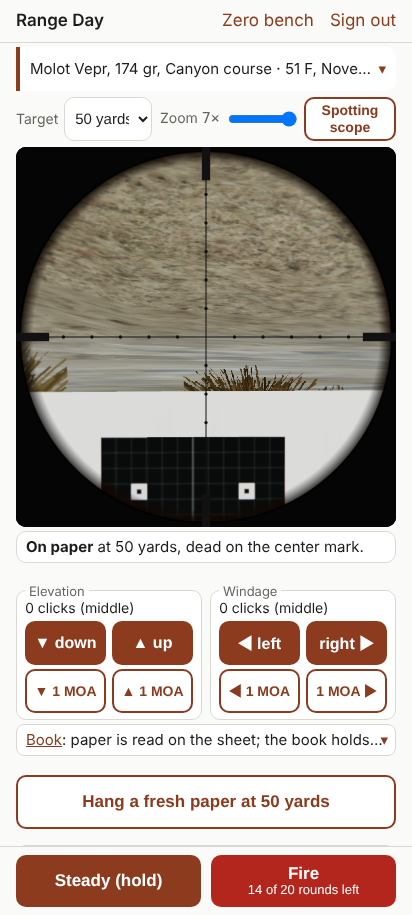 Range Day
Zero bench
Sign out
Molot Vepr, 174 gr, Canyon course · 51 F, Nove... ▼
Target
50 yards
Zoom 7×
Spotting
scope
On paper at 50 yards, dead on the center mark.
Elevation
0 clicks (middle)
▼ down
▲ up
▼ 1 MOA
▲ 1 MOA
Windage
0 clicks (middle)
◀ left
right ▶
◀ 1 MOA
1 MOA ▶
Book: paper is read on the sheet; the book holds...▾
Hang a fresh paper at 50 yards
Steady (hold)
Fire
14 of 20 rounds left